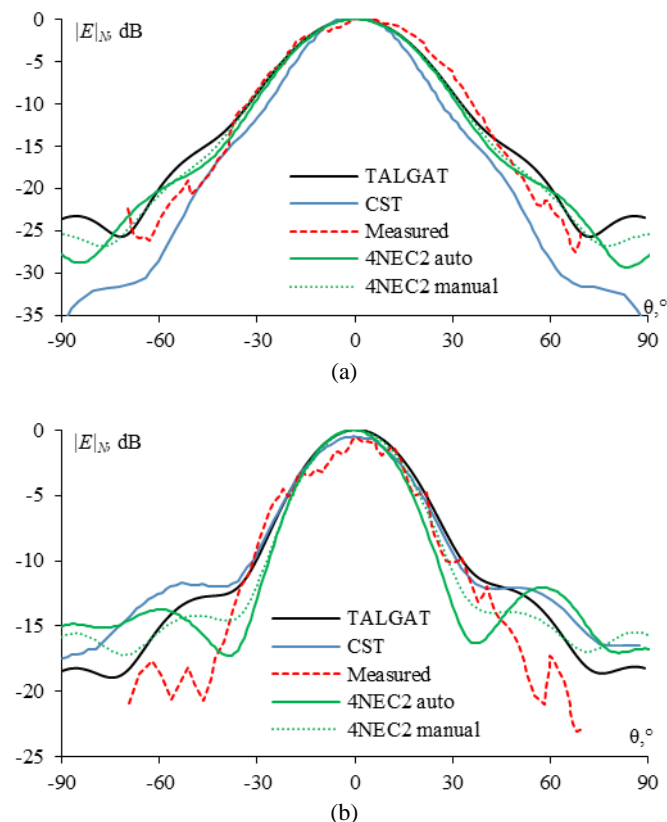 0
|E|N, dB
-5
-10
-15
TALGAT
-20
CST
Measured
-25
4NEC2 auto
-30
4NEC2 manual
θ,°
-35
-90 -60 -30 0 30 60 90
(a)
0
|E|N, dB
-5
-10
TALGAT
-15
CST
Measured
-20
4NEC2 auto
4NEC2 manual
θ,°
-25
-90 -60 -30 0 30 60 90
(b)